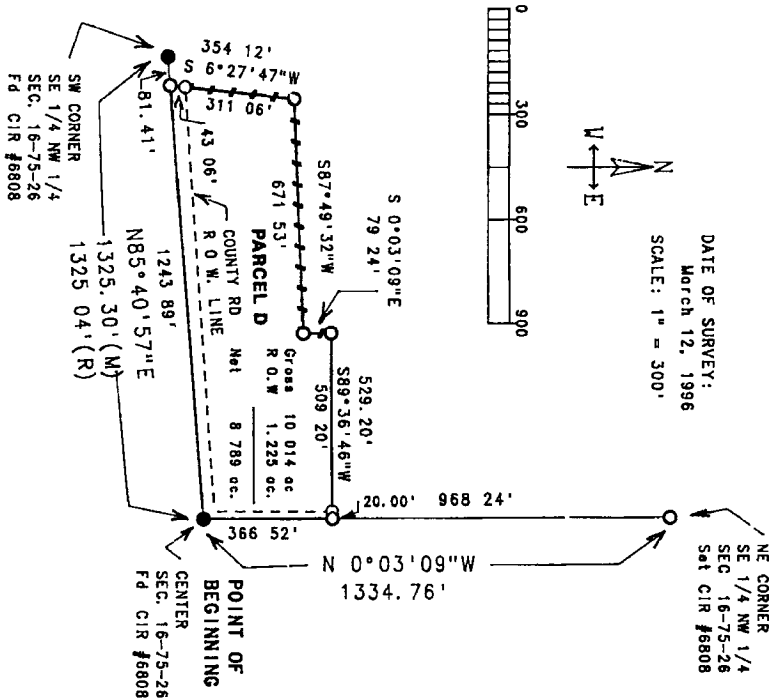 0
300
600
900
W
E
N
DATE OF SURVEY:
March 12, 1996
SCALE: 1" = 300'
NE CORNER
SE 1/4 NW 1/4
SEC 16-75-26
Set CIR #6808
SW CORNER
SE 1/4 NW 1/4
SEC. 16-75-26
Fd CIR #6808
354 12'
S 6°27'47"W
311 06'
81.41'
43 06'
S87°49'32"W
671 53'
S 0°03'09"E
79 24'
529.20'
S89°36'46"W
509 20'
20.00'
968 24'
366 52'
N 0°03'09"W
1334.76'
COUNTY RD
R O W. LINE
PARCEL D
Gross 10 014 ac
R O.W 1.225 ac.
Net 8 789 ac.
1243 89'
N85°40'57"E
1325.30'(M)
1325 04'(R)
POINT OF
BEGINNING
CENTER
SEC. 16-75-26
Fd CIR #6808